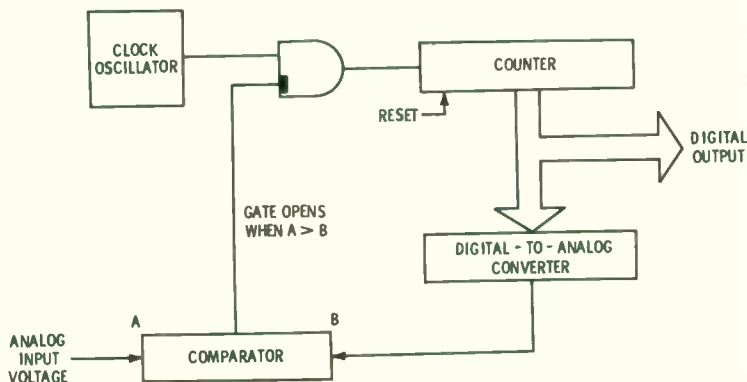 CLOCK
OSCILLATOR
COUNTER
RESET
DIGITAL
OUTPUT
GATE OPENS
WHEN A > B
DIGITAL - TO - ANALOG
CONVERTER
A
B
ANALOG
INPUT
VOLTAGE
COMPARATOR